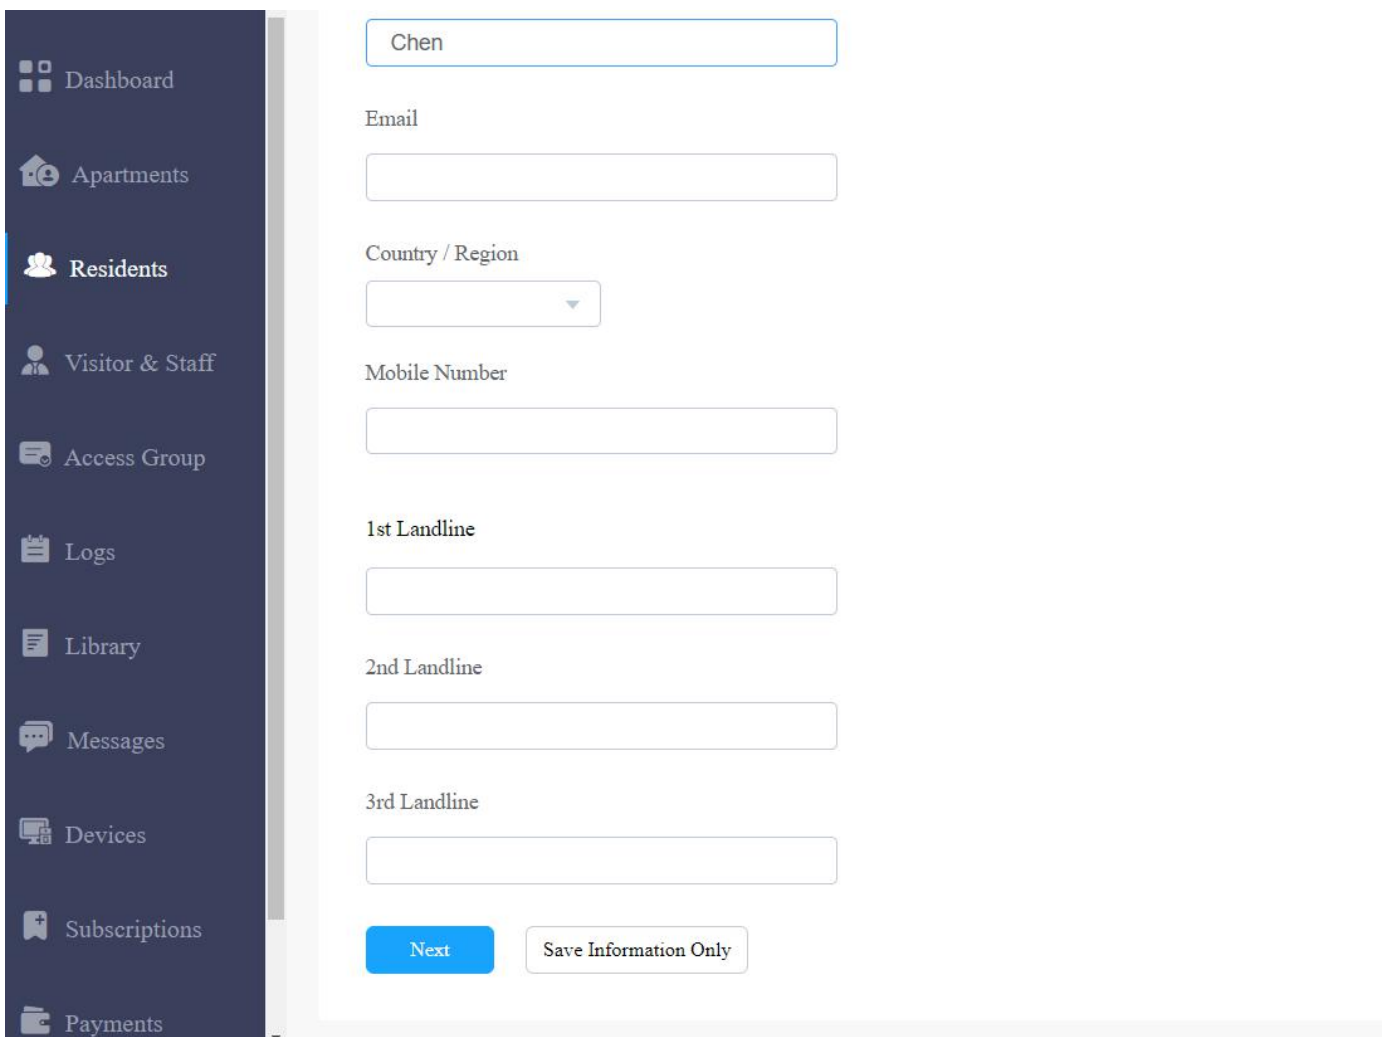 Dashboard
Apartments
Residents
Visitor & Staff
Access Group
Logs
Library
Messages
Devices
Subscriptions
Payments
Chen
Email
Country / Region
Mobile Number
1st Landline
2nd Landline
3rd Landline
Next
Save Information Only